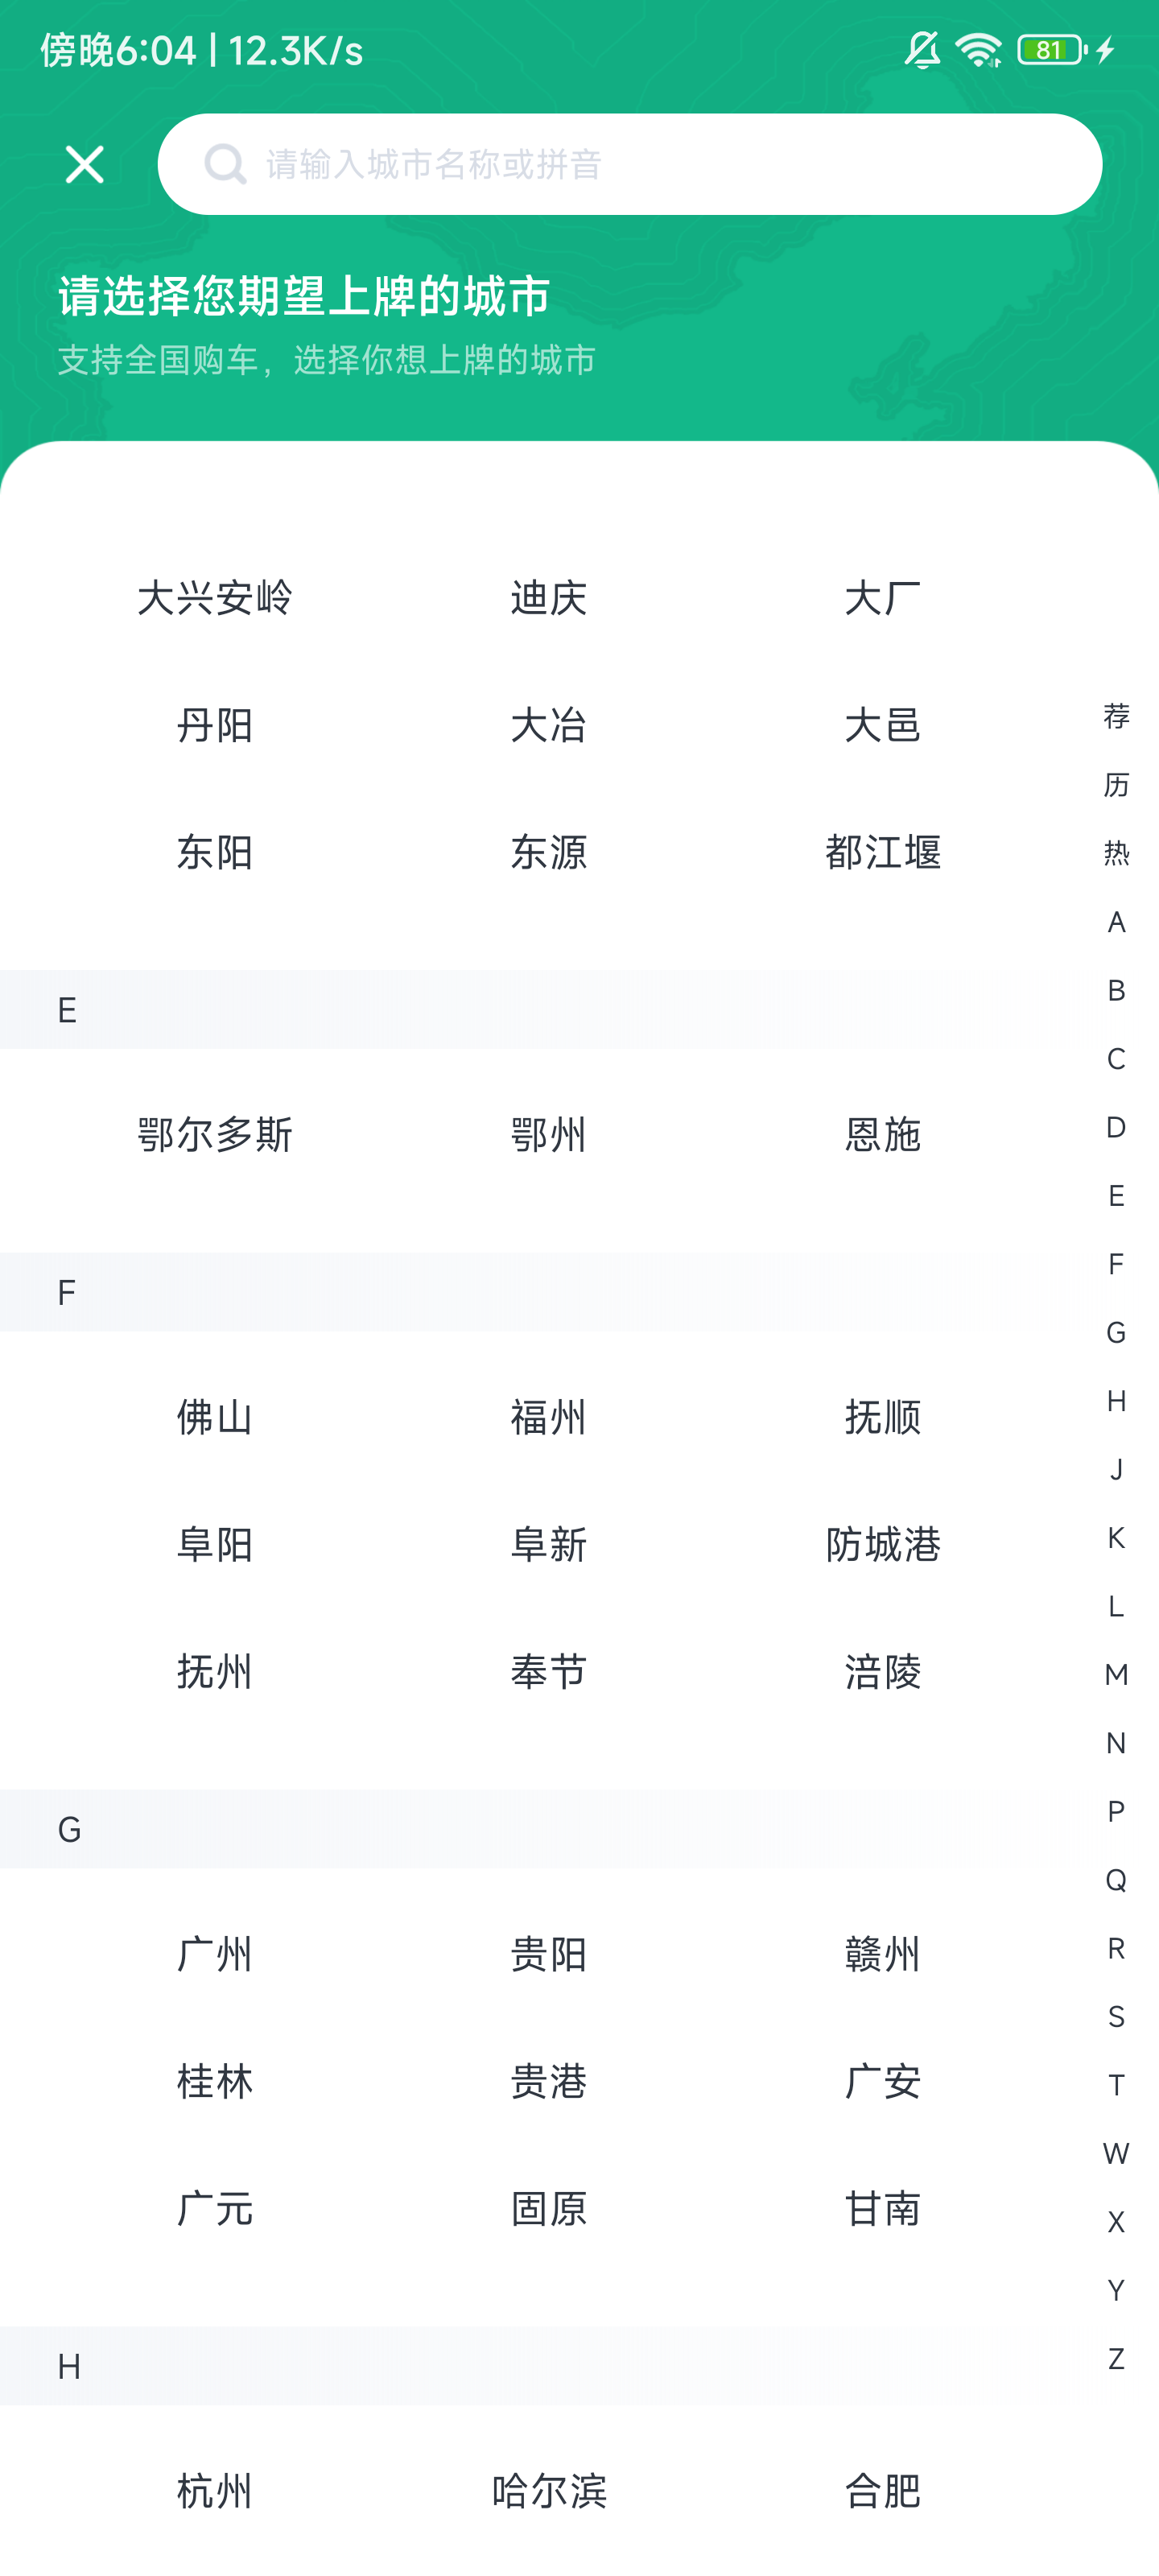 傍晚6:04 | 12.3K/s
81
请输入城市名称或拼音
请选择您期望上牌的城市
支持全国购车，选择你想上牌的城市
大兴安岭 迪庆 大厂
丹阳 大冶 大邑
东阳 东源 都江堰
E
鄂尔多斯 鄂州 恩施
F
佛山 福州 抚顺
阜阳 阜新 防城港
抚州 奉节 涪陵
G
广州 贵阳 赣州
桂林 贵港 广安
广元 固原 甘南
H
杭州 哈尔滨 合肥
荐
历
热
A
B
C
D
E
F
G
H
J
K
L
M
N
P
Q
R
S
T
W
X
Y
Z